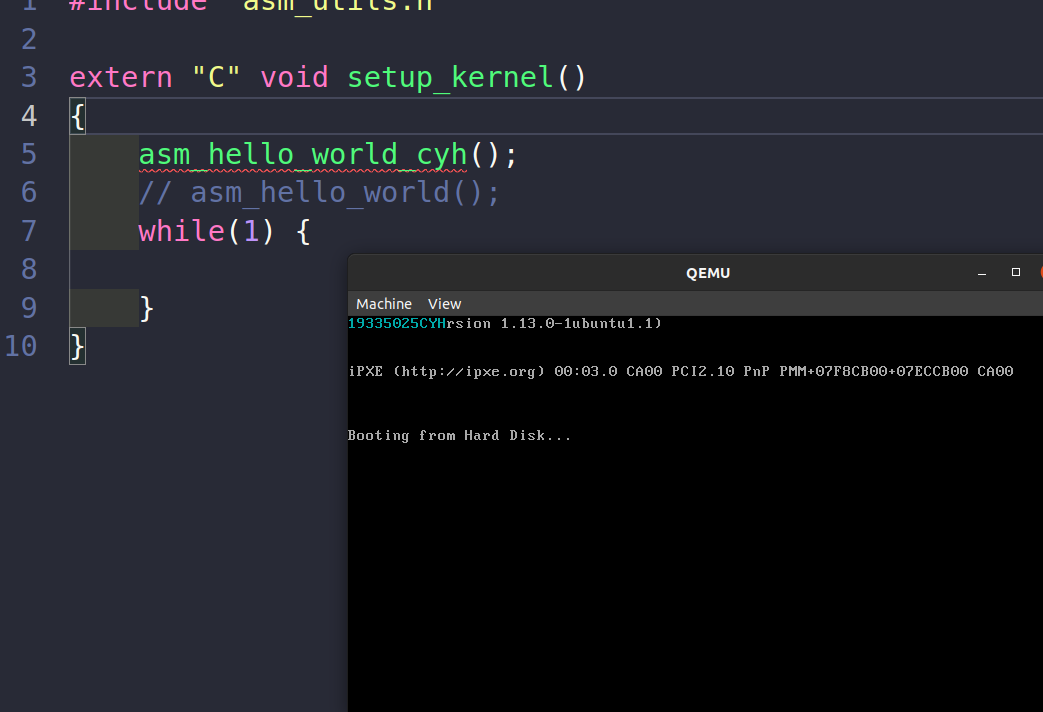 1 #include "asm_utils.h"
2
3 extern "C" void setup_kernel()
4 {
5 asm_hello_world_cyh();
6 // asm_hello_world();
7 while(1) {
8
9 }
10 }
QEMU
Machine View
19335025CYHrsion 1.13.0-1ubuntu1.1)
iPXE (http://ipxe.org) 00:03.0 CA00 PCI2.10 PnP PMM+07F8CB00+07ECCB00 CA00
Booting from Hard Disk...